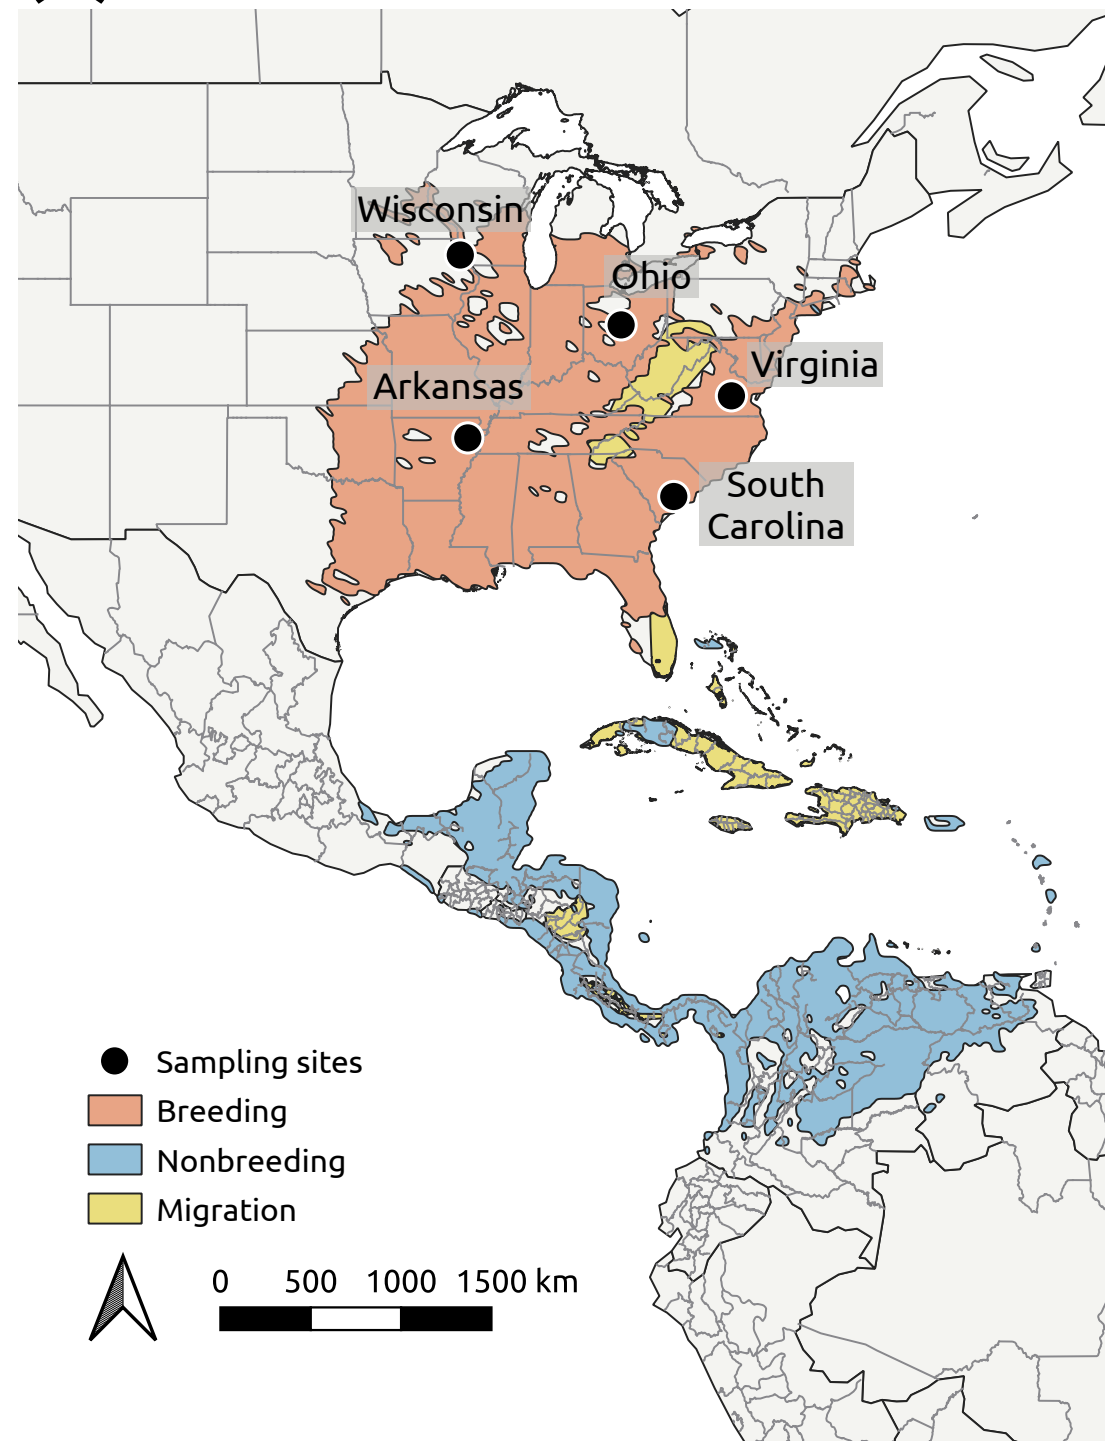 Wisconsin
Ohio
Virginia
Arkansas
South
Carolina
Sampling sites
Breeding
Nonbreeding
Migration
0 500 1000 1500 km